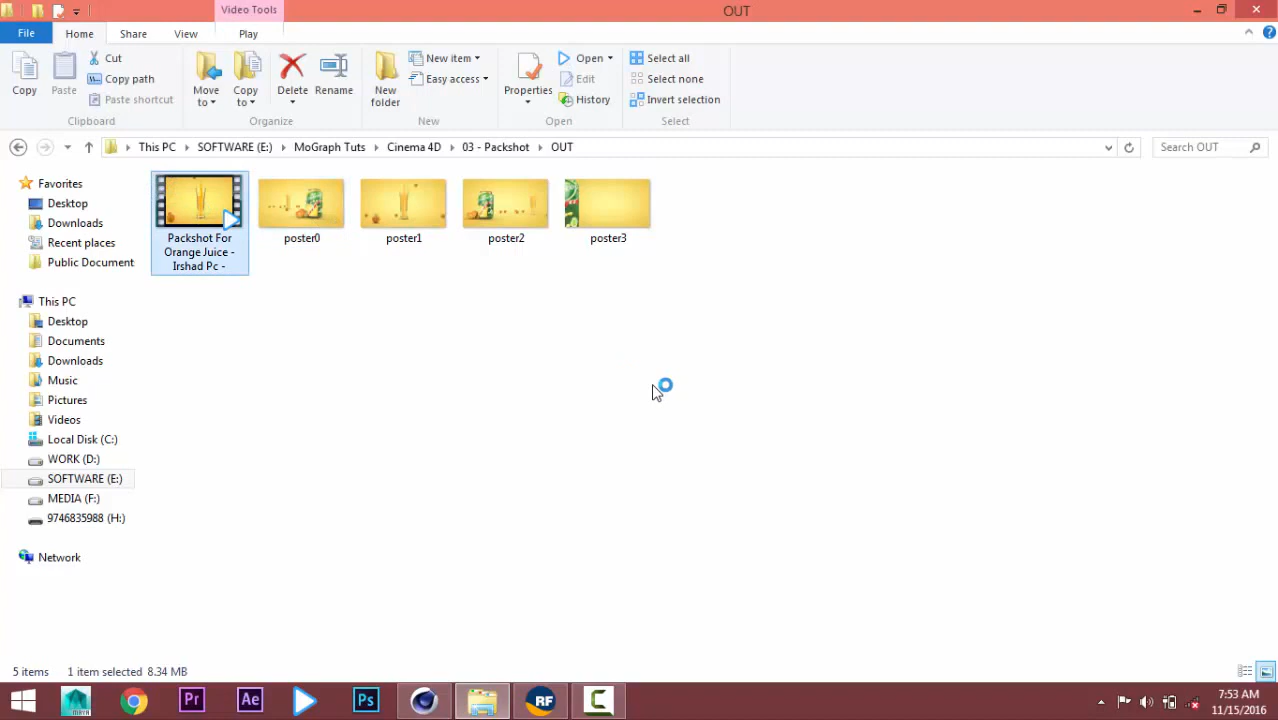 Video Tools
OUT
File Home Share View Play
Copy
Paste
Cut
Copy path
Paste shortcut
Clipboard
Move to
Copy to
Delete
Rename
Organize
New folder
New item
Easy access
New
Properties
Open
Edit
History
Open
Select all
Select none
Invert selection
Select
This PC SOFTWARE (E:) MoGraph Tuts Cinema 4D 03 - Packshot OUT
Search OUT
Favorites
Desktop
Downloads
Recent places
Public Document
This PC
Desktop
Documents
Downloads
Music
Pictures
Videos
Local Disk (C:)
WORK (D:)
SOFTWARE (E:)
MEDIA (F:)
9746835988 (H:)
Network
Packshot For
Orange Juice -
Irshad Pc -
poster0
poster1
poster2
poster3
5 items 1 item selected 8.34 MB
MAYA
Pr
Ae
Ps
RF
C
7:53 AM
11/15/2016